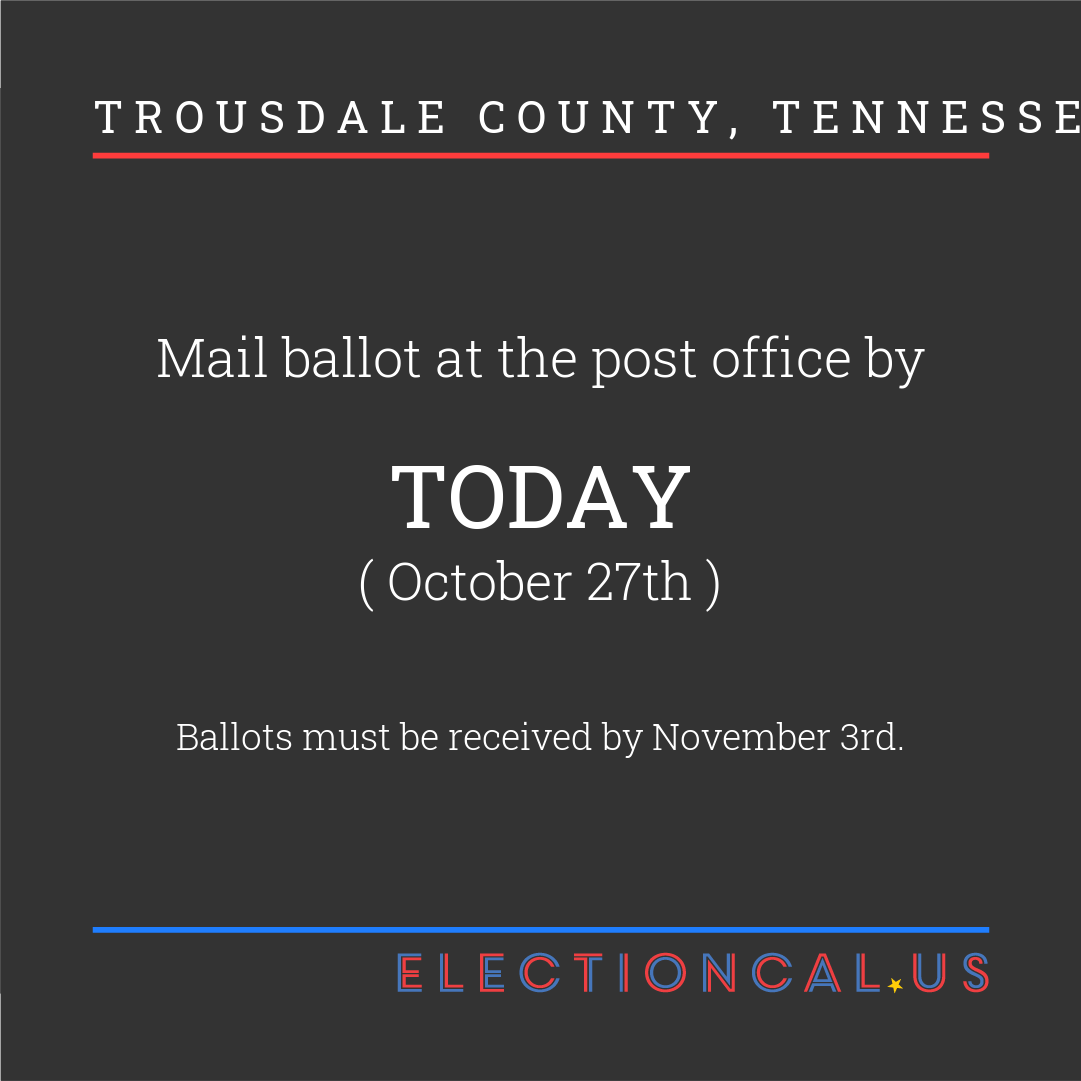 TROUSDALE COUNTY, TENNESSE
Mail ballot at the post office by
TODAY
( October 27th )
Ballots must be received by November 3rd.
ELECTIONCAL.US